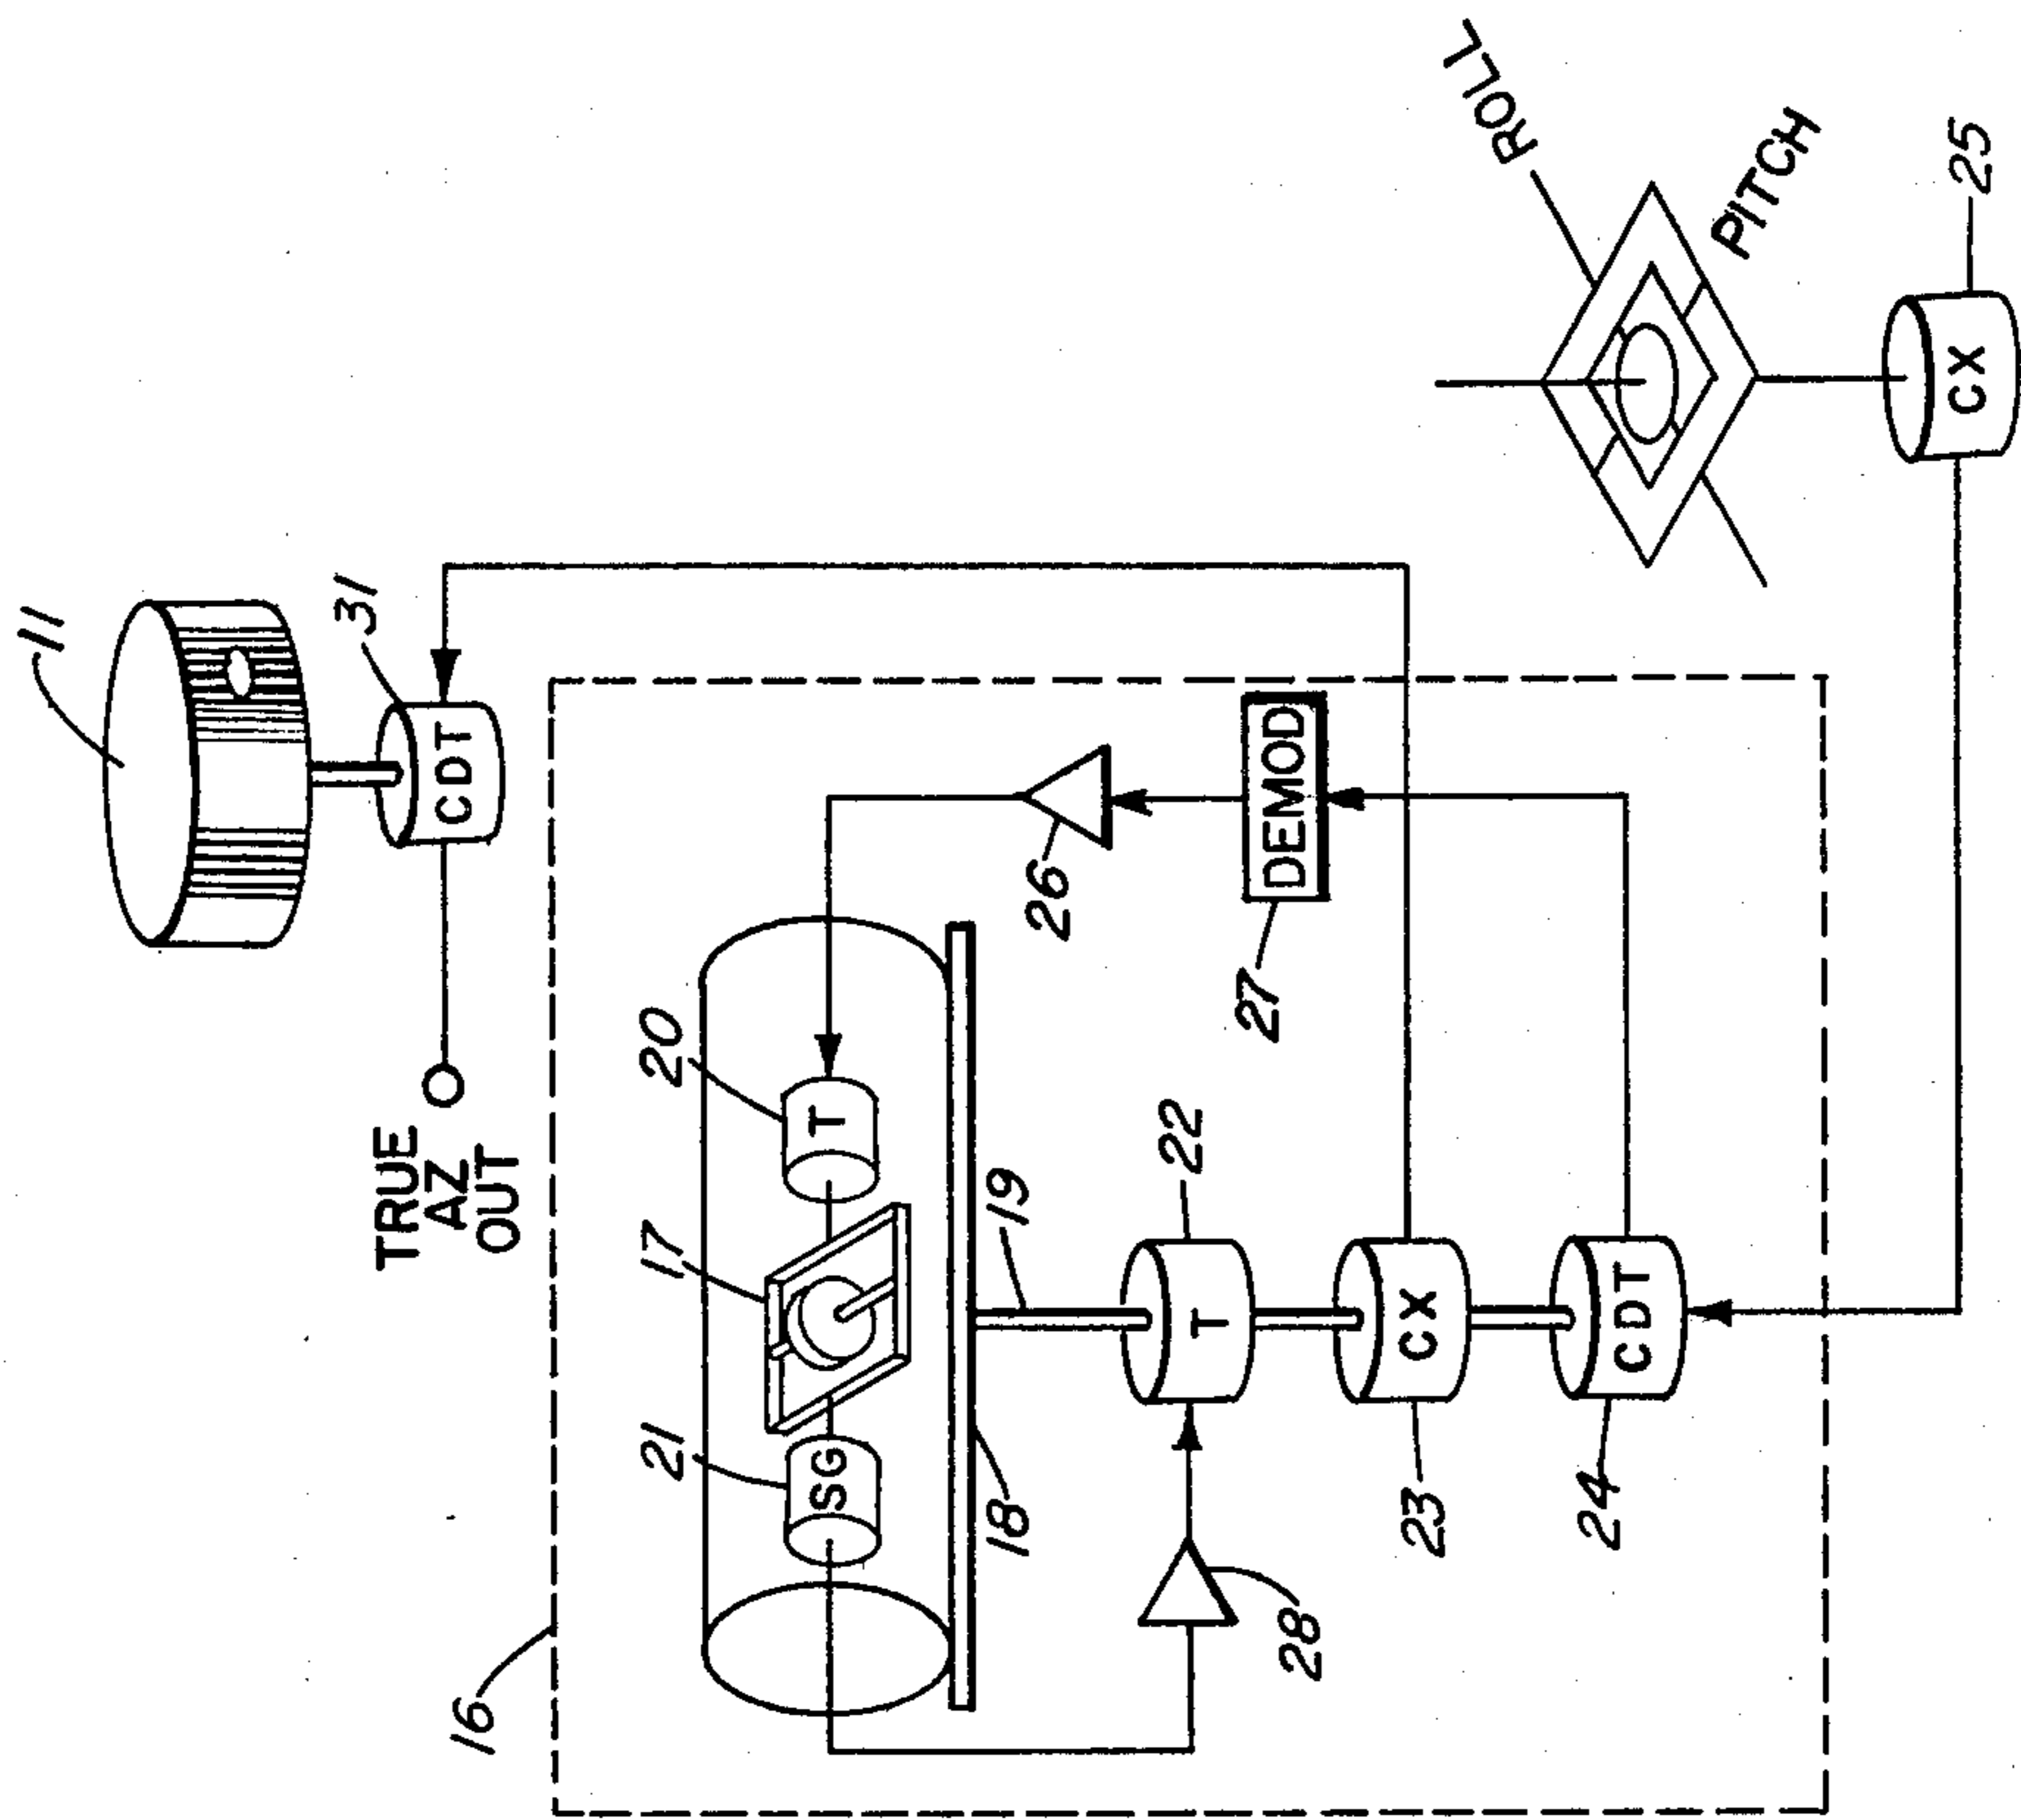 11
31
CDT
TRUE
AZ
OUT
16
20
T
17
21
SG
18
19
26
DEMOD
27
22
T
28
CX
23
CDT
24
ROLL
PITCH
CX
25